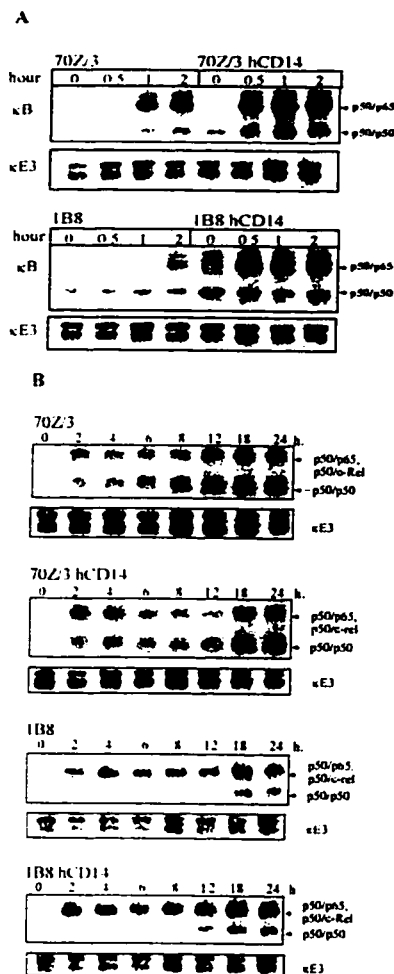 A
70Z/3 70Z/3 hCD14
hour 0 0.5 1 2 0 0.5 1 2
κB
p50/p65
p50/p50
κE3
1B8 1B8 hCD14
hour 0 0.5 1 2 0 0.5 1 2
κB
p50/p65
p50/p50
κE3
B
70Z/3
0 2 4 6 8 12 18 24 h.
p50/p65,
p50/c-Rel
p50/p50
κE3
70Z/3 hCD14
0 2 4 6 8 12 18 24 h.
p50/p65,
p50/c-rel
p50/p50
κE3
1B8
0 2 4 6 8 12 18 24 h.
p50/p65,
p50/c-rel
p50/p50
κE3
1B8 hCD14
0 2 4 6 8 12 18 24 h
p50/p65,
p50/c-Rel
p50/p50
κE3